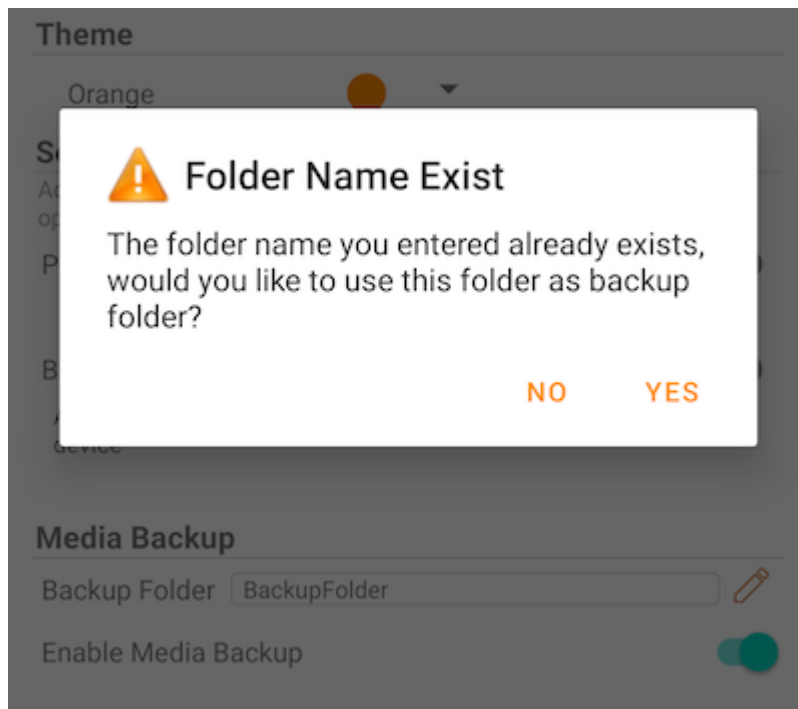 Theme
Orange
Folder Name Exist
The folder name you entered already exists,
would you like to use this folder as backup
folder?
NO YES
device
Media Backup
Backup Folder BackupFolder
Enable Media Backup